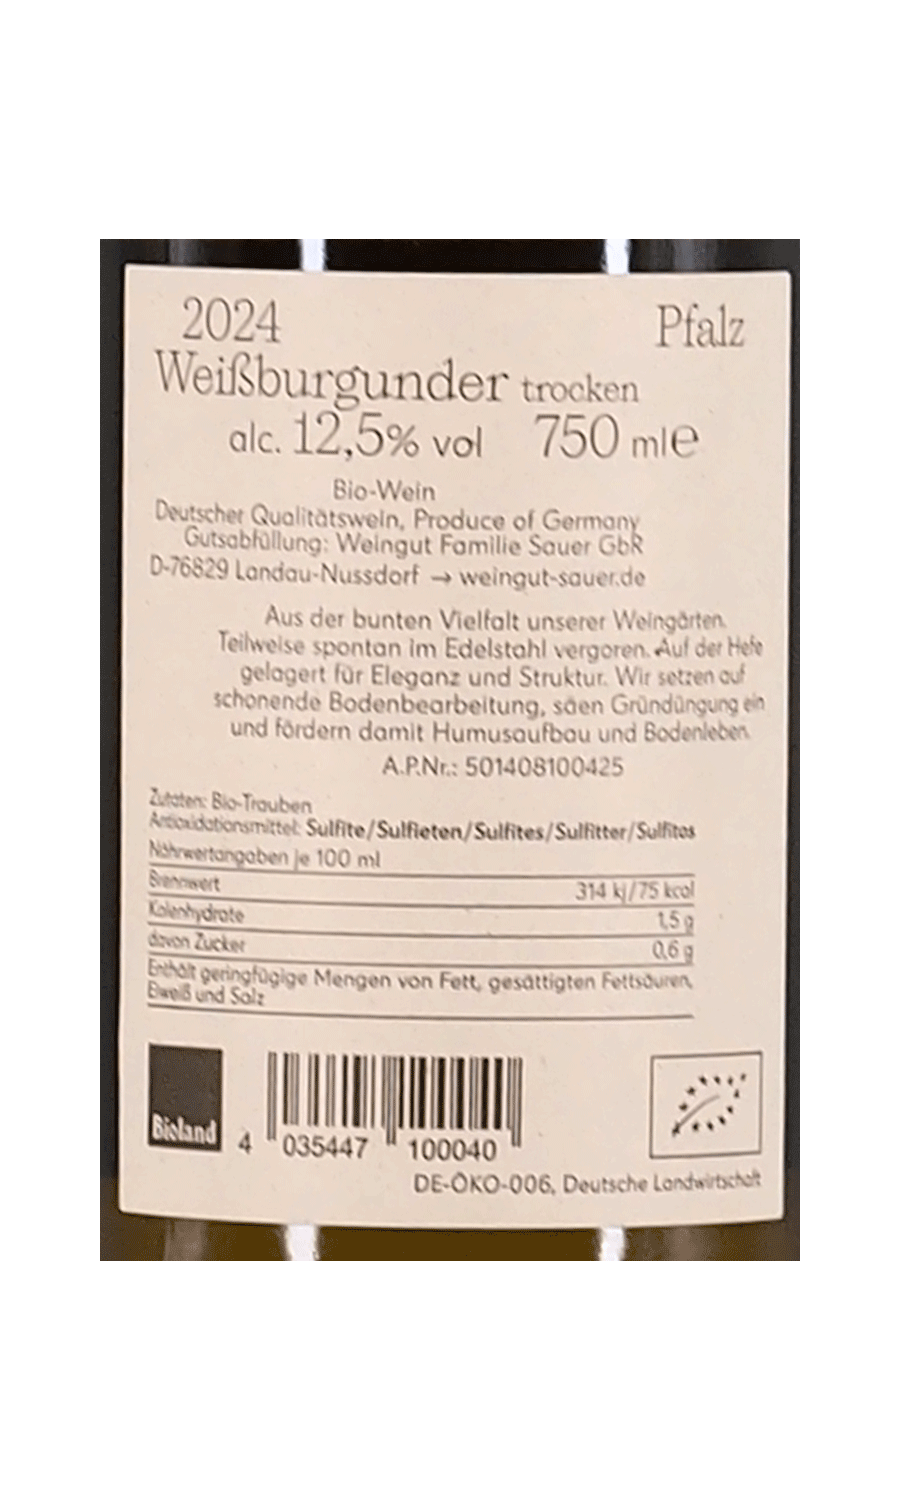 2024 Pfalz
Weißburgunder trocken
alc. 12,5% vol 750 ml e
Bio-Wein
Deutscher Qualitätswein, Produce of Germany
Gutsabfüllung: Weingut Familie Sauer GbR
D-76829 Landau-Nussdorf → weingut-sauer.de
Aus der bunten Vielfalt unserer Weingärten.
Teilweise spontan im Edelstahl vergoren. Auf der Hefe
gelagert für Eleganz und Struktur. Wir setzen auf
schonende Bodenbearbeitung, säen Gründüngung ein
und fördern damit Humusaufbau und Bodenleben.
A.P.Nr.: 501408100425
Zutaten: Bio-Trauben
Antioxidationsmittel: Sulfite/Sulfieten/Sulfites/Sulfitter/Sulfitos
Nährwertangaben je 100 ml
Brennwert 314 kj/75 kcal
Kolenhydrate 1,5 g
davon Zucker 0,6 g
Enthält geringfügige Mengen von Fett, gesättigten Fettsäuren,
Eiweiß und Salz
Bioland
4 035447 100040
DE-ÖKO-006, Deutsche Landwirtschaft